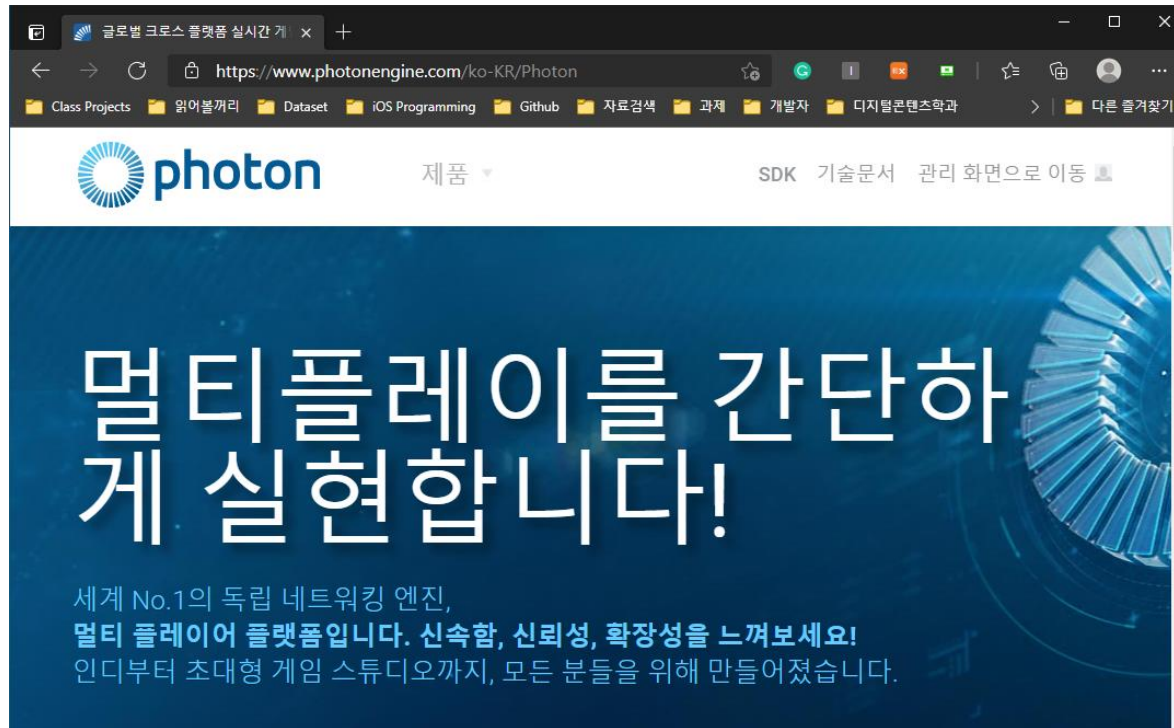 글로벌 크로스 플랫폼 실시간 게
https://www.photonengine.com/ko-KR/Photon
Class Projects 읽어볼꺼리 Dataset iOS Programming Github 자료검색 과제 개발자 디지털콘텐츠학과 다른 즐겨찾기
photon 제품 SDK 기술문서 관리 화면으로 이동
멀티플레이를 간단하
게 실현합니다!
세계 No.1의 독립 네트워킹 엔진,
멀티 플레이어 플랫폼입니다. 신속함, 신뢰성, 확장성을 느껴보세요!
인디부터 초대형 게임 스튜디오까지, 모든 분들을 위해 만들어졌습니다.